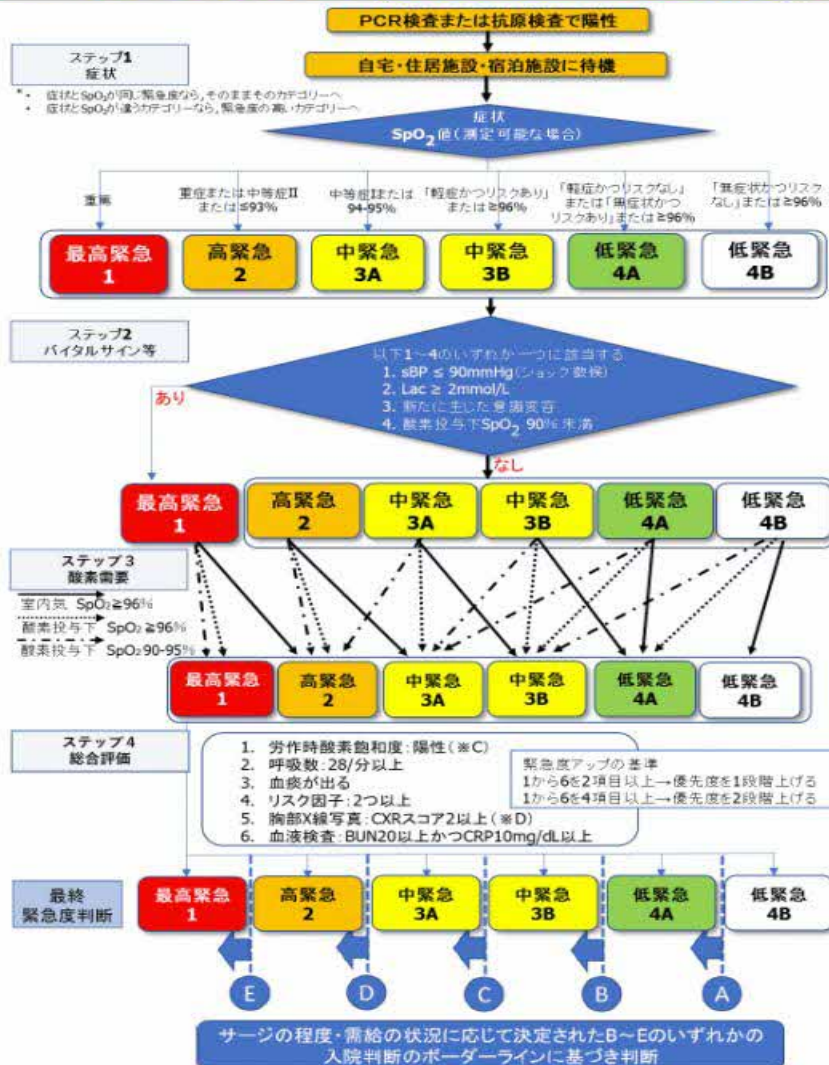 PCR検査または抗原検査で陽性
自宅・住居施設・宿泊施設に待機
ステップ1
症状
症状とSpO₂が同じ緊急度なら,そのままそのカテゴリーへ
症状とSpO₂が違うカテゴリーなら,緊急度の高いカテゴリーへ
症状
SpO₂値(測定可能な場合)
重篤
重症または中等症II
または≦93%
中等症Iまたは
94-95%
「軽症かつリスクあり」
または≧96%
「軽症かつリスクなし」
または「無症状かつ
リスクあり」または≧96%
「無症状かつリスク
なし」または≧96%
最高緊急
1
高緊急
2
中緊急
3A
中緊急
3B
低緊急
4A
低緊急
4B
ステップ2
バイタルサイン等
以下1〜4のいずれか一つに該当する
1. sBP ≤ 90mmHg(ショック徴候)
2. Lac ≥ 2mmol/L
3. 新たに生じた意識変容
4. 酸素投与下SpO₂ 90%未満
あり
なし
最高緊急
1
高緊急
2
中緊急
3A
中緊急
3B
低緊急
4A
低緊急
4B
ステップ3
酸素需要
室内気 SpO₂≧96%
酸素投与下 SpO₂≧96%
酸素投与下 SpO₂90-95%
最高緊急
1
高緊急
2
中緊急
3A
中緊急
3B
低緊急
4A
低緊急
4B
ステップ4
総合評価
1. 労作時酸素飽和度:陽性(※C)
2. 呼吸数:28/分以上
3. 血痰が出る
4. リスク因子:2つ以上
5. 胸部X線写真:CXRスコア2以上(※D)
6. 血液検査:BUN20以上かつCRP10mg/dL以上
緊急度アップの基準
1から6を2項目以上→優先度を1段階上げる
1から6を4項目以上→優先度を2段階上げる
最終
緊急度判断
最高緊急
1
高緊急
2
中緊急
3A
中緊急
3B
低緊急
4A
低緊急
4B
E
D
C
B
A
サージの程度・需給の状況に応じて決定されたB〜Eのいずれかの
入院判断のボーダーラインに基づき判断